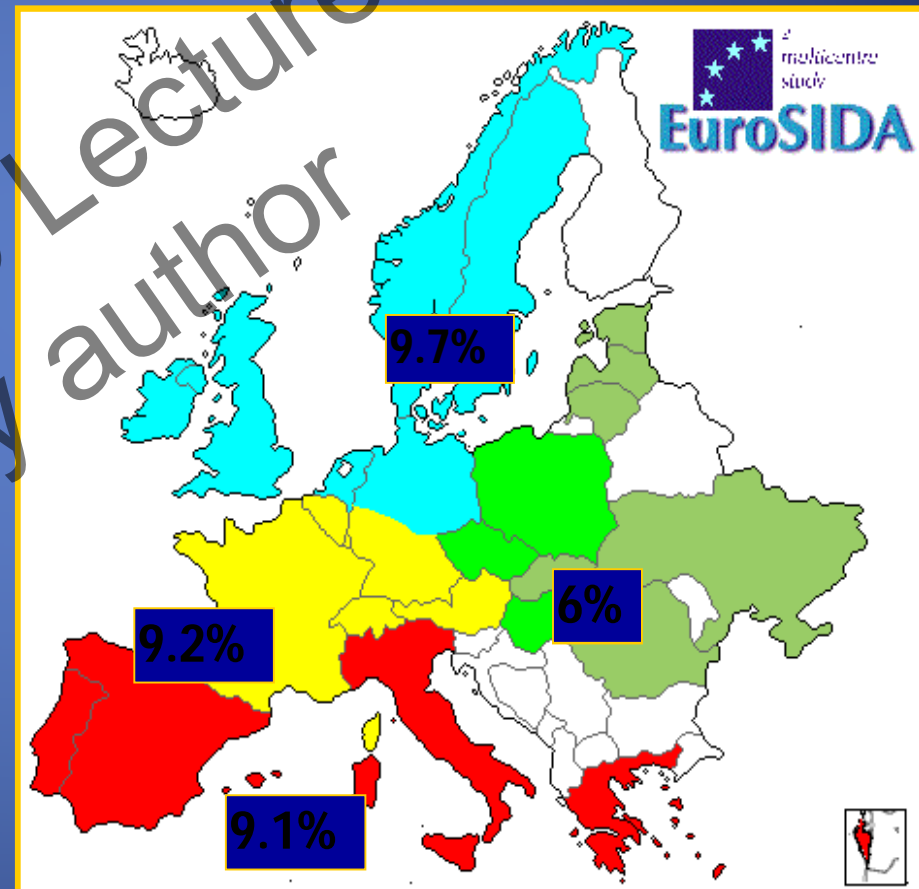 Lecture
y author
a
multicentre
study
EuroSIDA
9.7%
6%
9.2%
9.1%